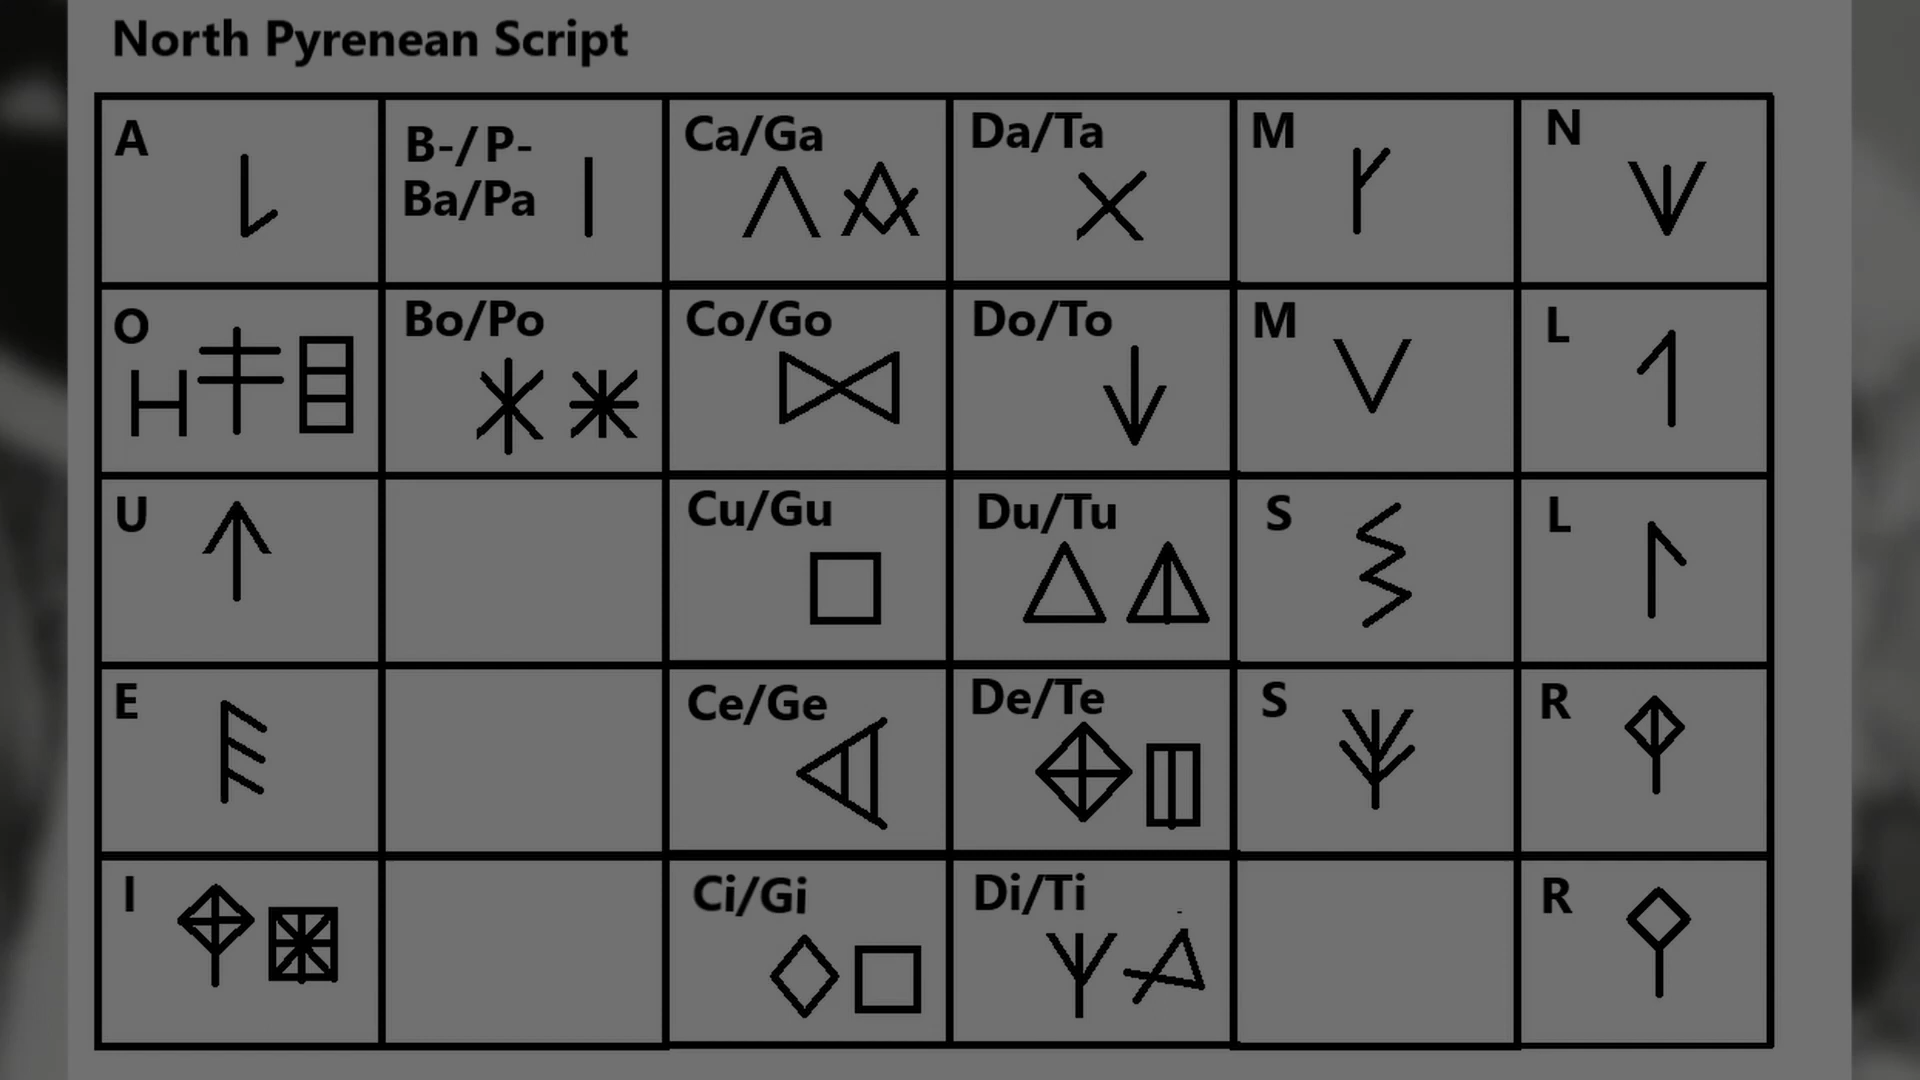 North Pyrenean Script
A
B-/P-
Ba/Pa
Ca/Ga
Da/Ta
M
N
O
Bo/Po
Co/Go
Do/To
M
L
U
Cu/Gu
Du/Tu
S
L
E
Ce/Ge
De/Te
S
R
I
Ci/Gi
Di/Ti
R